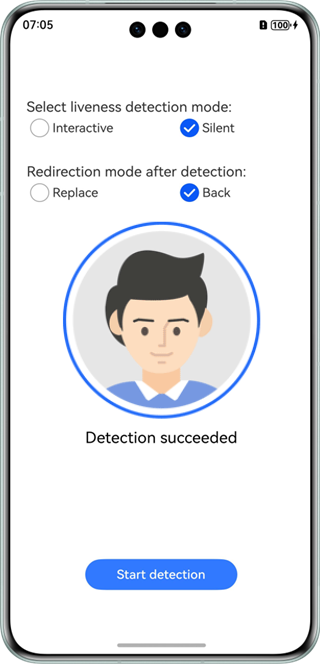 07:05
100
Select liveness detection mode:
Interactive
Silent
Redirection mode after detection:
Replace
Back
Detection succeeded
Start detection